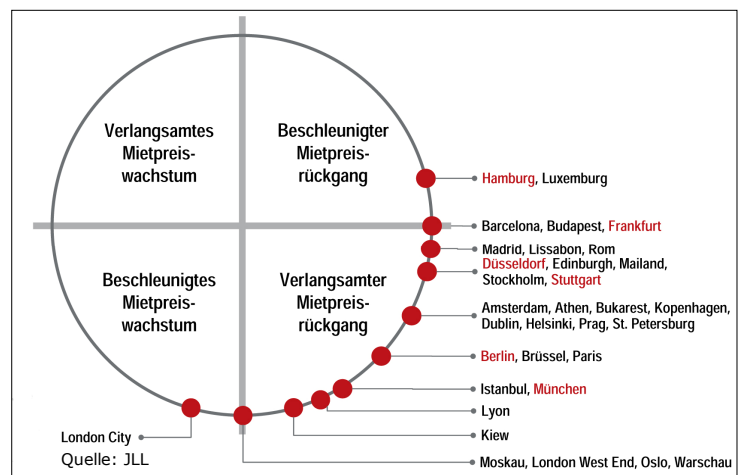 Verlangsamtes
Mietpreis-
wachstum
Beschleunigter
Mietpreis-
rückgang
Hamburg, Luxemburg
Barcelona, Budapest, Frankfurt
Madrid, Lissabon, Rom
Düsseldorf, Edinburgh, Mailand,
Stockholm, Stuttgart
Beschleunigtes
Mietpreis-
wachstum
Verlangsamter
Mietpreis-
rückgang
Amsterdam, Athen, Bukarest, Kopenhagen,
Dublin, Helsinki, Prag, St. Petersburg
Berlin, Brüssel, Paris
Istanbul, München
Lyon
Kiew
London City
Moskau, London West End, Oslo, Warschau
Quelle: JLL